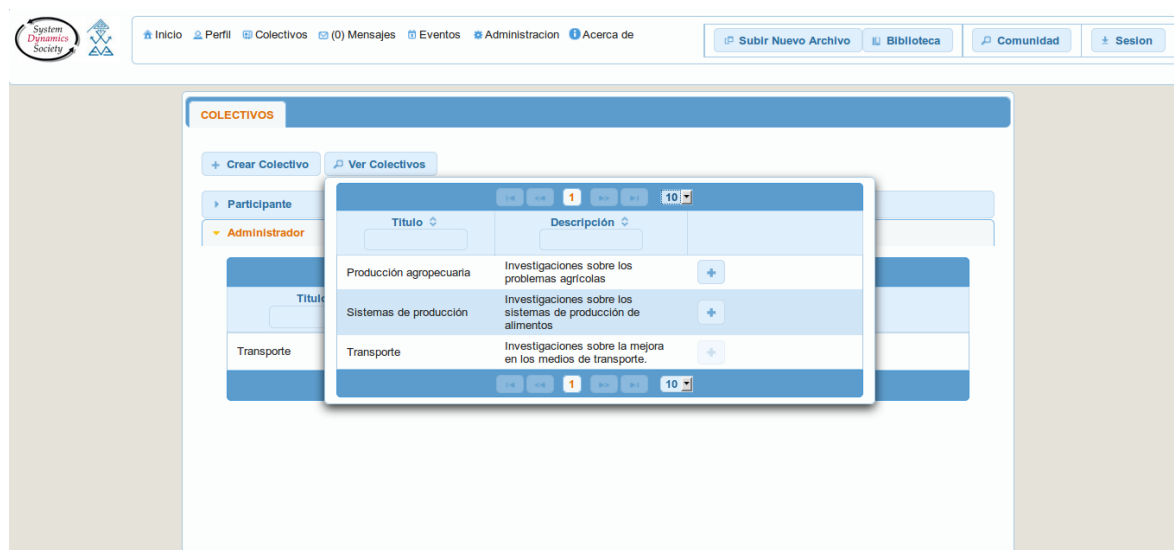 System
Dynamics
Society
Inicio Perfil Colectivos (0) Mensajes Eventos Administracion Acerca de
Subir Nuevo Archivo Biblioteca Comunidad Sesion
COLECTIVOS
+ Crear Colectivo Ver Colectivos
Participante
Administrador
1 10
Titulo Descripción
Producción agropecuaria
Investigaciones sobre los
problemas agrícolas
+
Sistemas de producción
Investigaciones sobre los
sistemas de producción de
alimentos
+
Transporte
Investigaciones sobre la mejora
en los medios de transporte.
+
1 10
Titulo
Transporte